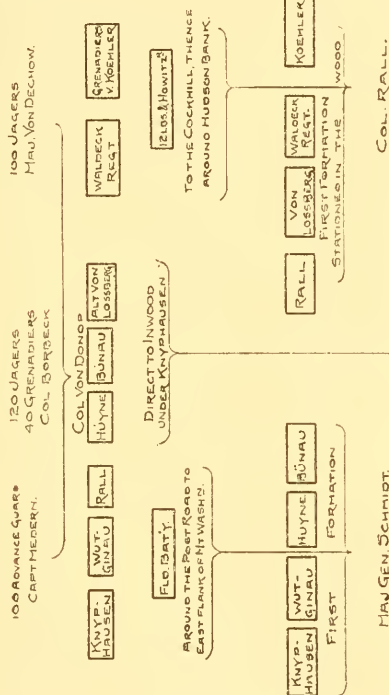 100 ADVANCE GUARD
CAPT MEDERN.
120 JAGERS
40 GRENADIERS
COL BORBECK
100 JAGERS
MAJ. VON DECHOW.
COL VON DONOP
KNYP-
HAUSEN
WUT-
GINAU
RALL
HUYNE
BÜNAU
ALT VON
LOSSBERG
WALDECK
REGT
GRENADIERS
V. KOEHLER
FLD. BAT'Y.
AROUND THE POST ROAD TO
EAST FLANK OF MT WASHN.
DIRECT TO INWOOD
UNDER KNYPHAUSEN
12 LBS. & HOWITZ'S
TO THE COCKHILL, THENCE
AROUND HUDSON BANK.
KNYP-
HAUSEN
WUT-
GINAU
HUYNE
BÜNAU
FIRST FORMATION
RALL
VON
LOSSBERG
WALDECK
REGT.
KOEHLER
FIRST FORMATION
STATIONED IN THE WOOD
MAJ GEN. SCHMIDT.
COL. RALL.